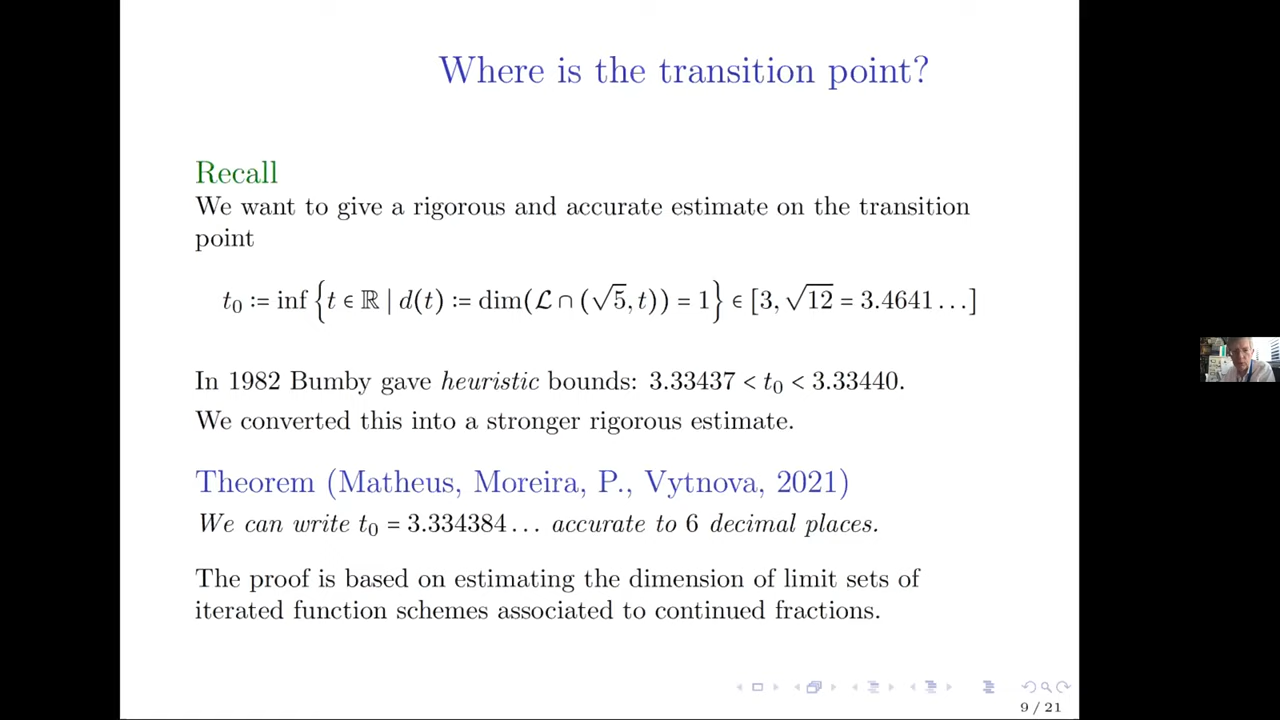 Where is the transition point?
Recall
We want to give a rigorous and accurate estimate on the transition
point
t₀ := inf {t ∈ ℝ | d(t) := dim(ℒ ∩ (√5, t)) = 1} ∈ [3, √12 = 3.4641...]
In 1982 Bumby gave heuristic bounds: 3.33437 < t₀ < 3.33440.
We converted this into a stronger rigorous estimate.
Theorem (Matheus, Moreira, P., Vytnova, 2021)
We can write t₀ = 3.334384... accurate to 6 decimal places.
The proof is based on estimating the dimension of limit sets of
iterated function schemes associated to continued fractions.
9 / 21